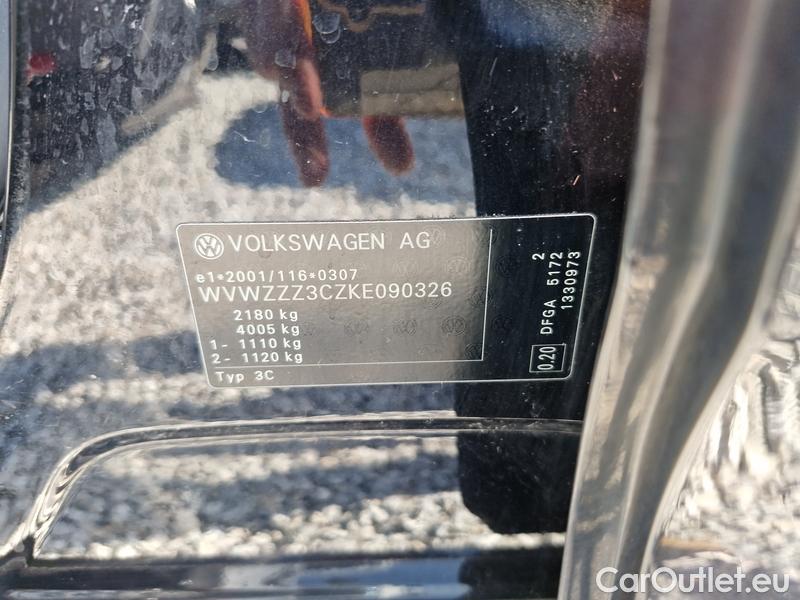 VOLKSWAGEN AG
e1*2001/116*0307
WVWZZZ3CZKE090326
2180 kg
4005 kg
1- 1110 kg
2- 1120 kg
Typ 3C
0.20 DFGA 5172 2
1330973
CarOutlet.eu